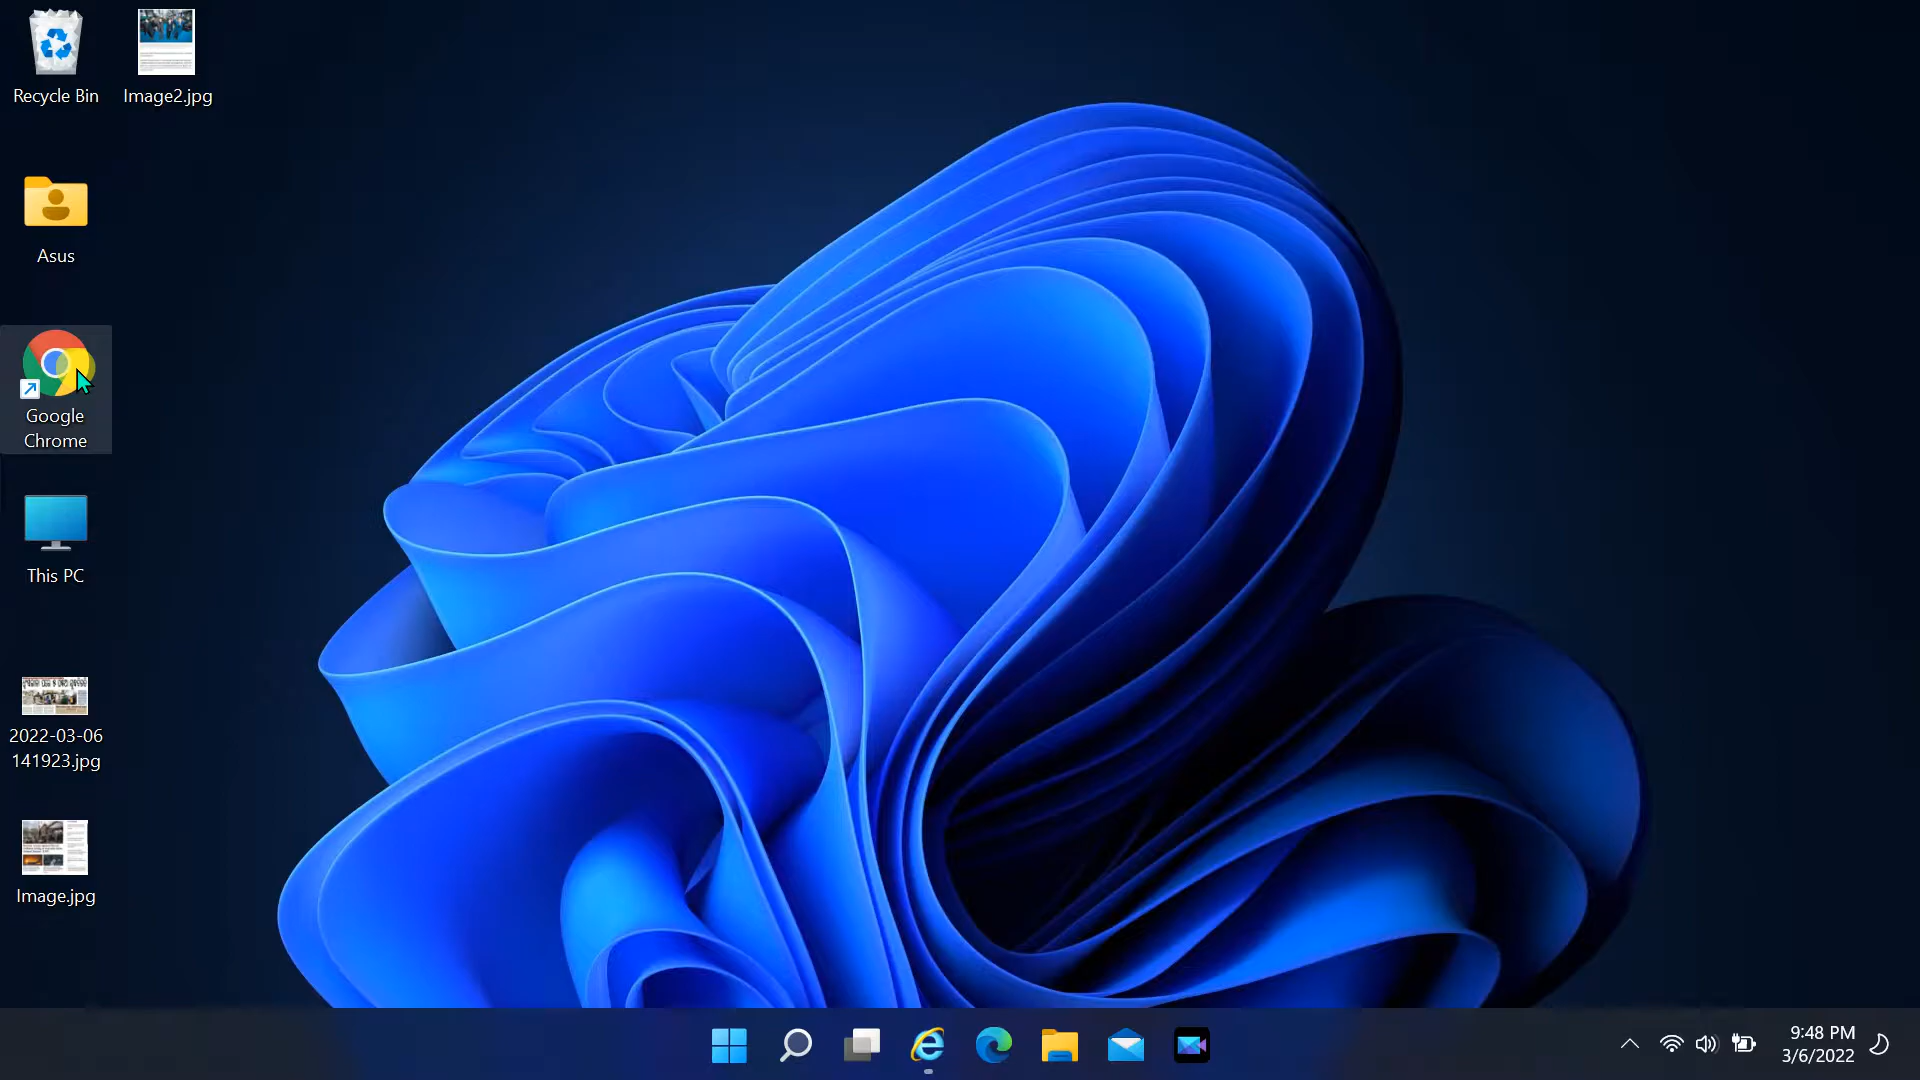 Recycle Bin
Image2.jpg
Asus
Google
Chrome
This PC
2022-03-06
141923.jpg
Image.jpg
9:48 PM
3/6/2022